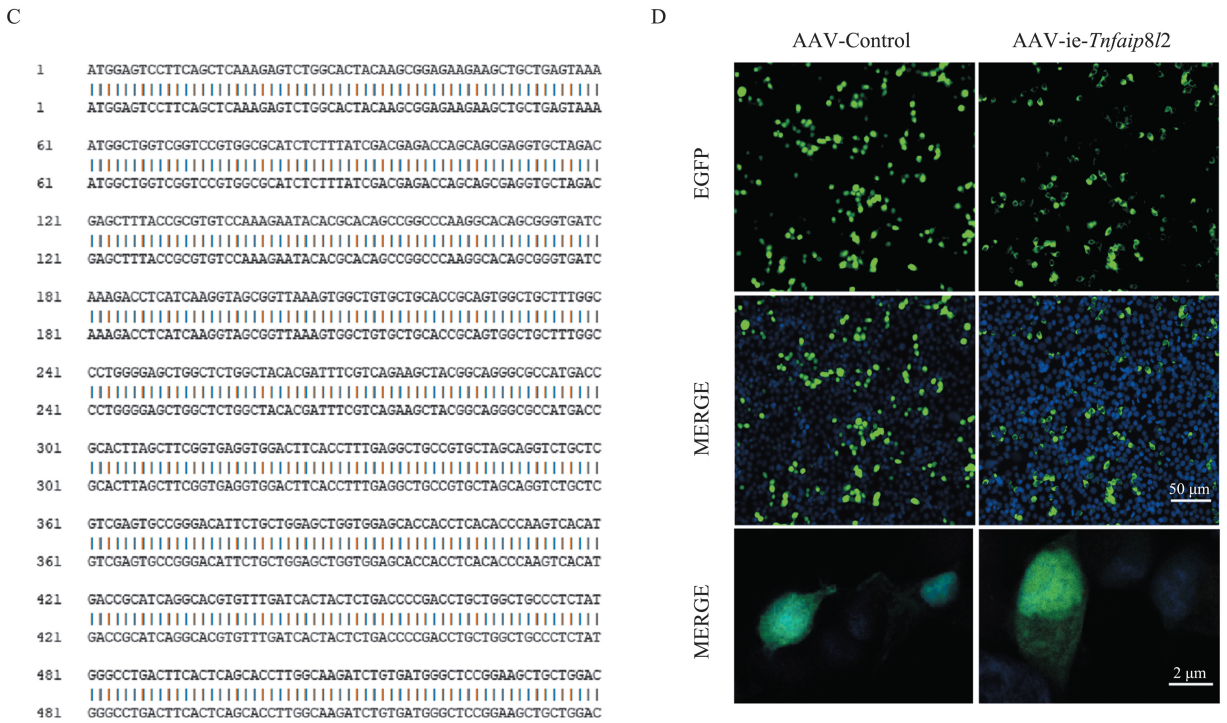 C
1 ATGGAGTCCTTCAGCTCAAAGAGTCTGGCACTACAAGCGGAGAAGAAGCTGCTGAGTAAA
1 ATGGAGTCCTTCAGCTCAAAGAGTCTGGCACTACAAGCGGAGAAGAAGCTGCTGAGTAAA
61 ATGGCTGGTCGGTCCGTGGCGCATCTCTTTATCGACGAGACCAGCAGCGAGGTGCTAGAC
61 ATGGCTGGTCGGTCCGTGGCGCATCTCTTTATCGACGAGACCAGCAGCGAGGTGCTAGAC
121 GAGCTTTACCGCGTGTCCAAAGAATACACGCACAGCCGGCCCAAGGCACAGCGGGTGATC
121 GAGCTTTACCGCGTGTCCAAAGAATACACGCACAGCCGGCCCAAGGCACAGCGGGTGATC
181 AAAGACCTCATCAAGGTAGCGGTTAAAGTGGCTGTGCTGCACCGCAGTGGCTGCTTTGGC
181 AAAGACCTCATCAAGGTAGCGGTTAAAGTGGCTGTGCTGCACCGCAGTGGCTGCTTTGGC
241 CCTGGGGAGCTGGCTCTGGCTACACGATTTCGTCAGAAGCTACGGCAGGGCGCCATGACC
241 CCTGGGGAGCTGGCTCTGGCTACACGATTTCGTCAGAAGCTACGGCAGGGCGCCATGACC
301 GCACTTAGCTTCGGTGAGGTGGACTTCACCTTTGAGGCTGCCGTGCTAGCAGGTCTGCTC
301 GCACTTAGCTTCGGTGAGGTGGACTTCACCTTTGAGGCTGCCGTGCTAGCAGGTCTGCTC
361 GTCGAGTGCCGGGACATTCTGCTGGAGCTGGTGGAGCACCACCTCACACCCAAGTCACAT
361 GTCGAGTGCCGGGACATTCTGCTGGAGCTGGTGGAGCACCACCTCACACCCAAGTCACAT
421 GACCGCATCAGGCACGTGTTTGATCACTACTCTGACCCCGACCTGCTGGCTGCCCTCTAT
421 GACCGCATCAGGCACGTGTTTGATCACTACTCTGACCCCGACCTGCTGGCTGCCCTCTAT
481 GGGCCTGACTTCACTCAGCACCTTGGCAAGATCTGTGATGGGCTCCGGAAGCTGCTGGAC
481 GGGCCTGACTTCACTCAGCACCTTGGCAAGATCTGTGATGGGCTCCGGAAGCTGCTGGAC
D
AAV-Control
AAV-ie-Tnfaip8l2
EGFP
MERGE
50 μm
MERGE
2 μm